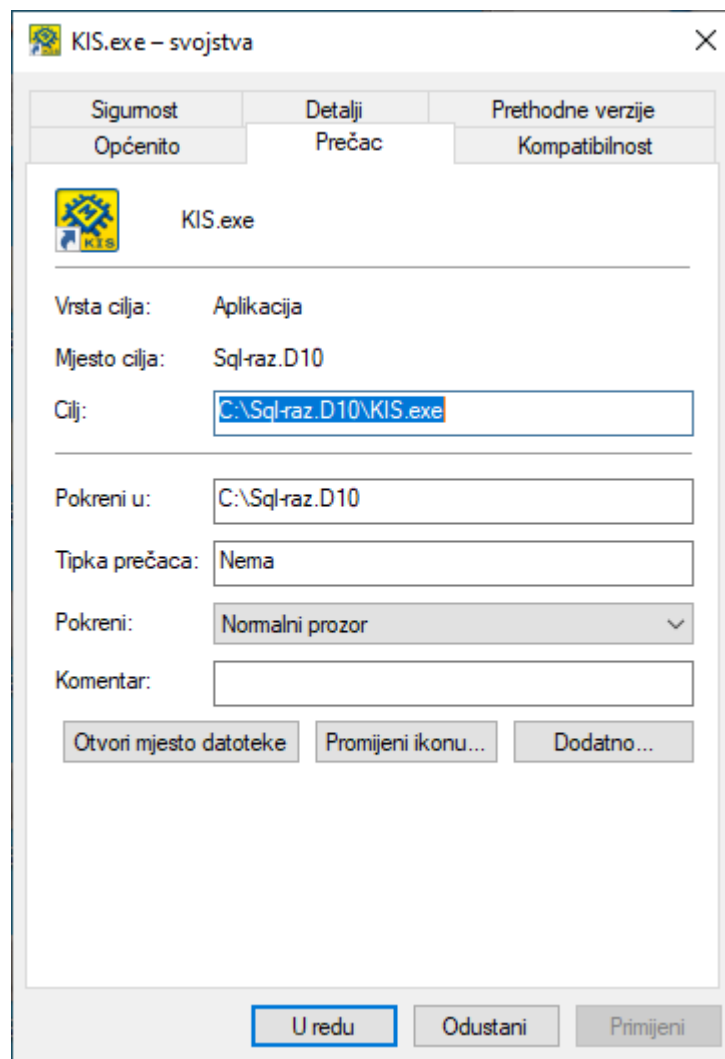 KIS.exe – svojstva
Sigurnost Detalji Prethodne verzije
Općenito Prečac Kompatibilnost
KIS
KIS.exe
Vrsta cilja: Aplikacija
Mjesto cilja: Sql-raz.D10
Cilj: C:\Sql-raz.D10\KIS.exe
Pokreni u: C:\Sql-raz.D10
Tipka prečaca: Nema
Pokreni: Normalni prozor
Komentar:
Otvori mjesto datoteke Promijeni ikonu... Dodatno...
U redu Odustani Primijeni